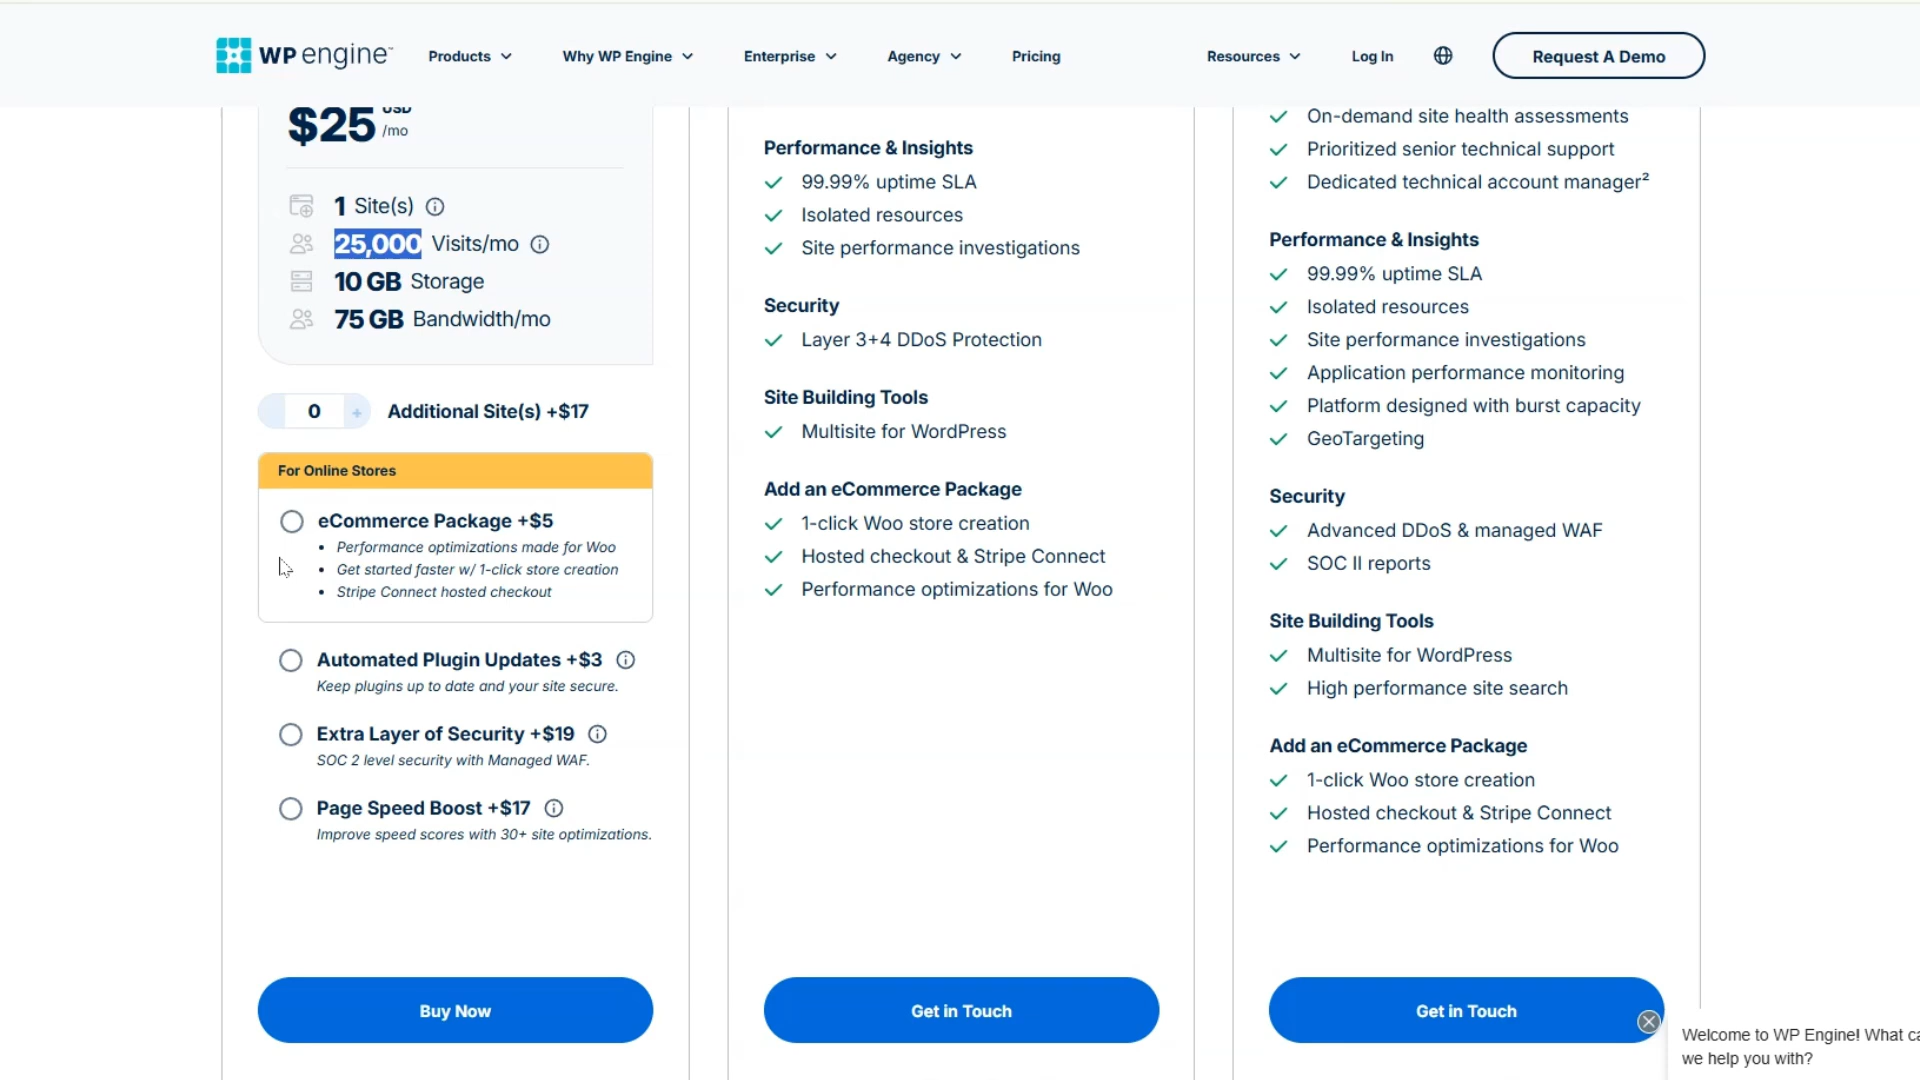 WP engine™
Products
Why WP Engine
Enterprise
Agency
Pricing
Resources
Log In
Request A Demo
$25 USD
/mo
1 Site(s)
25,000 Visits/mo
10 GB Storage
75 GB Bandwidth/mo
0 + Additional Site(s) +$17
For Online Stores
eCommerce Package +$5
• Performance optimizations made for Woo
• Get started faster w/ 1-click store creation
• Stripe Connect hosted checkout
Automated Plugin Updates +$3
Keep plugins up to date and your site secure.
Extra Layer of Security +$19
SOC 2 level security with Managed WAF.
Page Speed Boost +$17
Improve speed scores with 30+ site optimizations.
Buy Now
Performance & Insights
99.99% uptime SLA
Isolated resources
Site performance investigations
Security
Layer 3+4 DDoS Protection
Site Building Tools
Multisite for WordPress
Add an eCommerce Package
1-click Woo store creation
Hosted checkout & Stripe Connect
Performance optimizations for Woo
Get in Touch
On-demand site health assessments
Prioritized senior technical support
Dedicated technical account manager²
Performance & Insights
99.99% uptime SLA
Isolated resources
Site performance investigations
Application performance monitoring
Platform designed with burst capacity
GeoTargeting
Security
Advanced DDoS & managed WAF
SOC II reports
Site Building Tools
Multisite for WordPress
High performance site search
Add an eCommerce Package
1-click Woo store creation
Hosted checkout & Stripe Connect
Performance optimizations for Woo
Get in Touch
Welcome to WP Engine! What ca
we help you with?